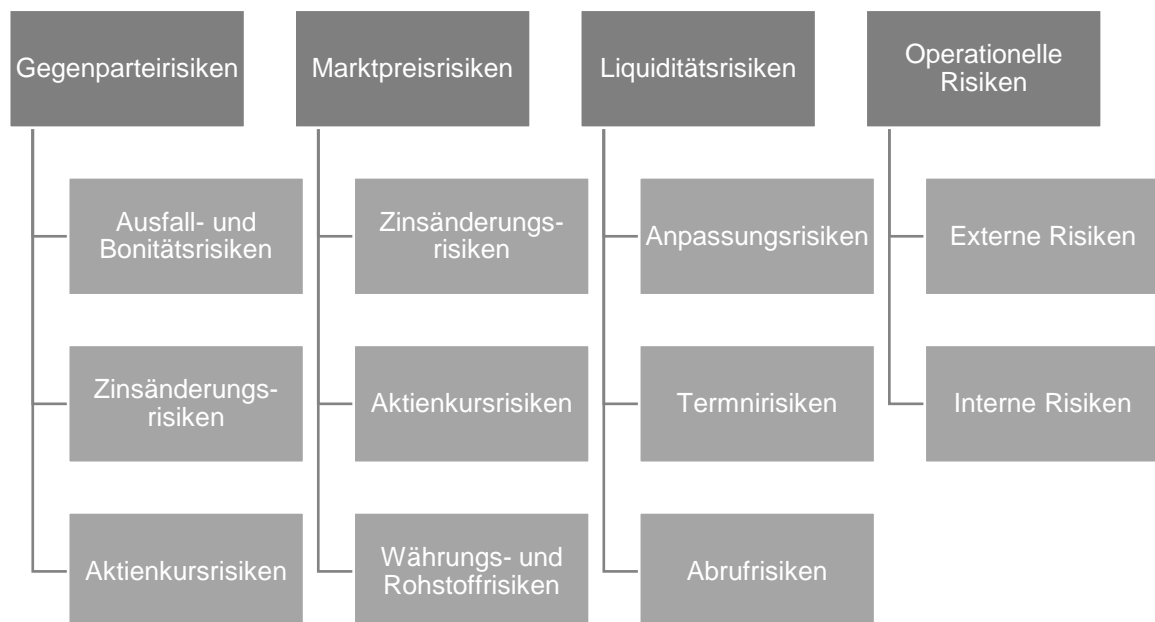 Gegenparteirisiken
Ausfall- und
Bonitätsrisiken
Zinsänderungs-
risiken
Aktienkursrisiken
Marktpreisrisiken
Zinsänderungs-
risiken
Aktienkursrisiken
Währungs- und
Rohstoffrisiken
Liquiditätsrisiken
Anpassungsrisiken
Termnirisiken
Abrufrisiken
Operationelle
Risiken
Externe Risiken
Interne Risiken